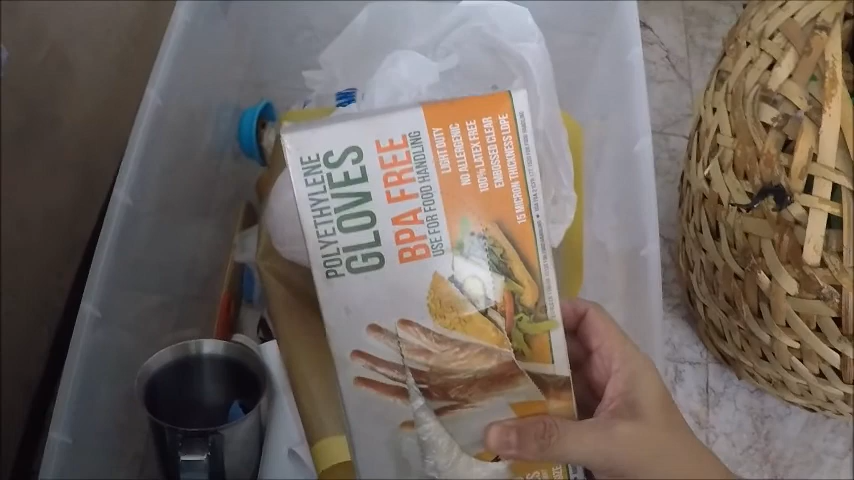 POLYETHYLENE
GLOVES
BPA FREE
USE FOR FOOD HANDLING
LIGHT DUTY
NO ALLERGENIC
100% LATEX FREE
EMBOSSED CLEAR
15 MICRON THICKNESS LDPE